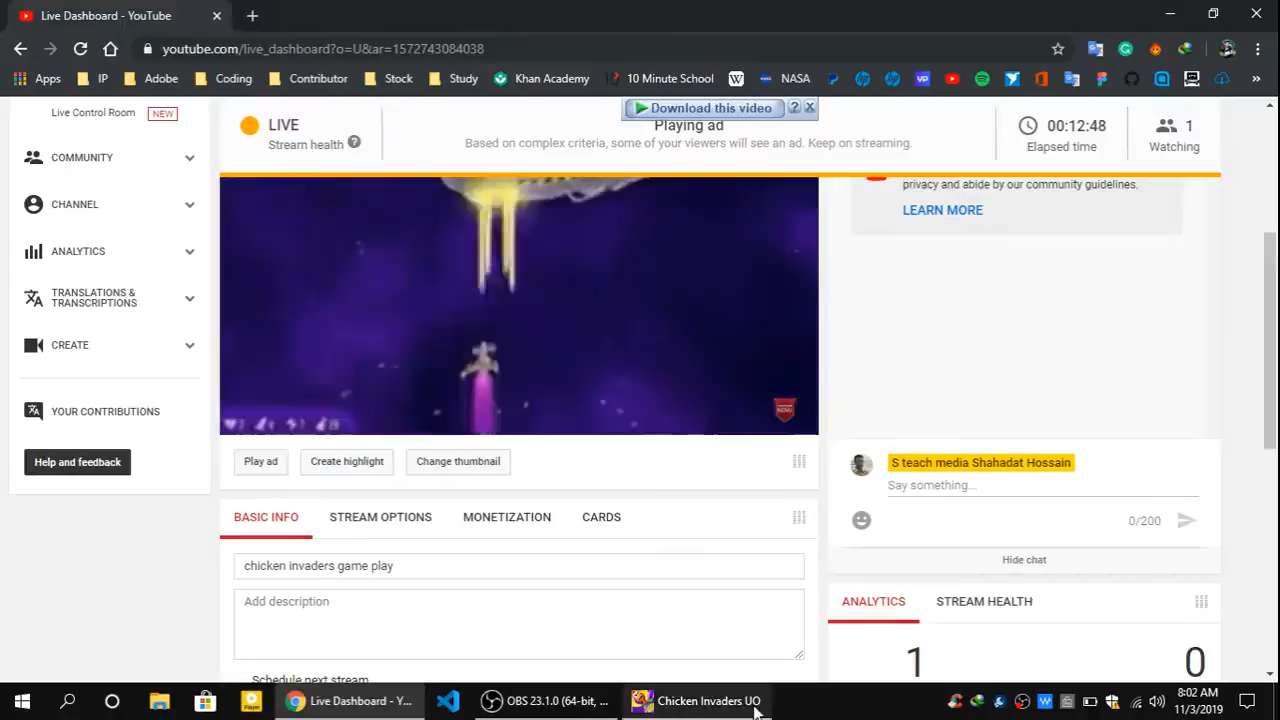 Live Dashboard - YouTube
youtube.com/live_dashboard?o=U&ar=1572743084038
Apps IP Adobe Coding Contributor Stock Study Khan Academy 10 Minute School NASA »
Live Control Room NEW
COMMUNITY
CHANNEL
ANALYTICS
TRANSLATIONS &
TRANSCRIPTIONS
CREATE
YOUR CONTRIBUTIONS
Help and feedback
LIVE
Stream health ?
Download this video ? X
Playing ad
Based on complex criteria, some of your viewers will see an ad. Keep on streaming.
00:12:48
Elapsed time
1
Watching
privacy and abide by our community guidelines.
LEARN MORE
Play ad
Create highlight
Change thumbnail
S teach media Shahadat Hossain
Say something...
0/200
Hide chat
BASIC INFO STREAM OPTIONS MONETIZATION CARDS
chicken invaders game play
Add description
Schedule next stream
ANALYTICS STREAM HEALTH
1 0
Live Dashboard - Y...
OBS 23.1.0 (64-bit, ...
Chicken Invaders UO
8:02 AM
11/3/2019